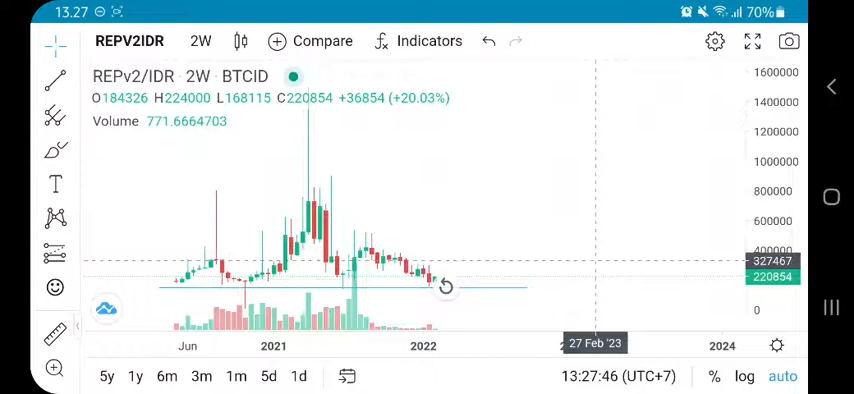 13.27 70%
REPV2IDR 2W Compare Indicators
REPv2/IDR · 2W · BTCID
O184326 H224000 L168115 C220854 +36854 (+20.03%)
Volume 771.6664703
1600000
1400000
1200000
1000000
800000
600000
400000
327467
220854
0
Jun 2021 2022 27 Feb '23 2024
5y 1y 6m 3m 1m 5d 1d 13:27:46 (UTC+7) % log auto